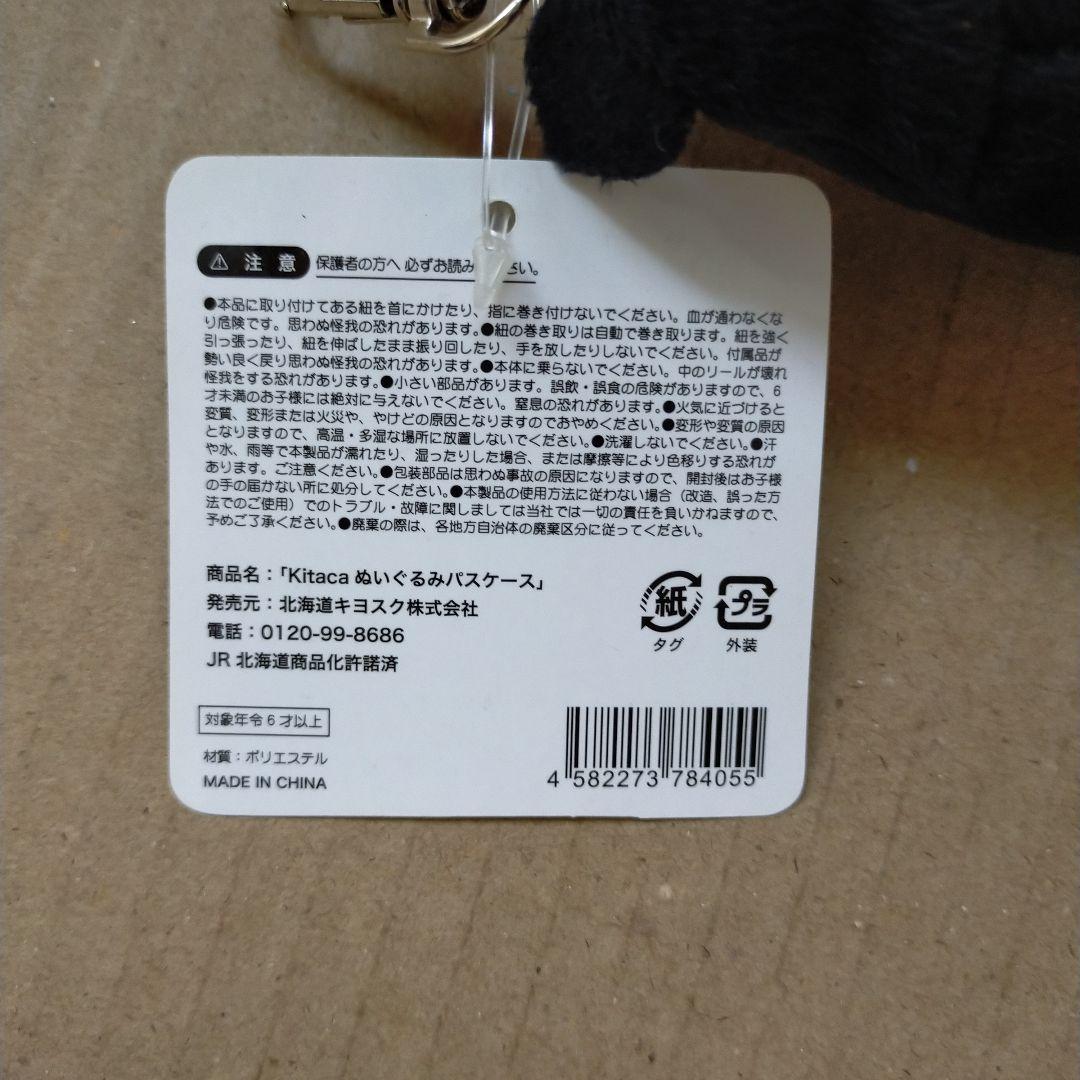 ⚠ 注意 保護者の方へ 必ずお読み さい。
●本品に取り付けてある紐を首にかけたり、指に巻き付けないでください。血が通わなくな
り危険です。思わぬ怪我の恐れがあります。●紐の巻き取りは自動で巻き取ります。紐を強く
引っ張ったり、紐を伸ばしたまま振り回したり、手を放したりしないでください。付属品が
勢い良く戻り思わぬ怪我の恐れがあります。●本体に乗らないでください。中のリールが壊れ
怪我をする恐れがあります。●小さい部品があります。誤飲・誤食の危険がありますので、6
才未満のお子様には絶対に与えないでください。窒息の恐れがあります。●火気に近づけると
変質、変形または火災や、やけどの原因となりますのでおやめください。●変形や変質の原因
となりますので、高温・多湿な場所に放置しないでください。●洗濯しないでください。●汗
や水、雨等で本製品が濡れたり、湿ったりした場合、または摩擦等により色移りする恐れが
あります。ご注意ください。●包装部品は思わぬ事故の原因になりますので、開封後はお子様
の手の届かない所に処分してください。●本製品の使用方法に従わない場合（改造、誤った方
法でのご使用）でのトラブル・故障に関しましては当社では一切の責任を負いかねますので、
予めご了承ください。●廃棄の際は、各地方自治体の廃棄区分に従ってください。
商品名：「Kitaca ぬいぐるみパスケース」
発売元：北海道キヨスク株式会社
電話：0120-99-8686
JR 北海道商品化許諾済
紙 プラ
タグ 外装
対象年令6才以上
材質：ポリエステル
MADE IN CHINA
4 582273 784055